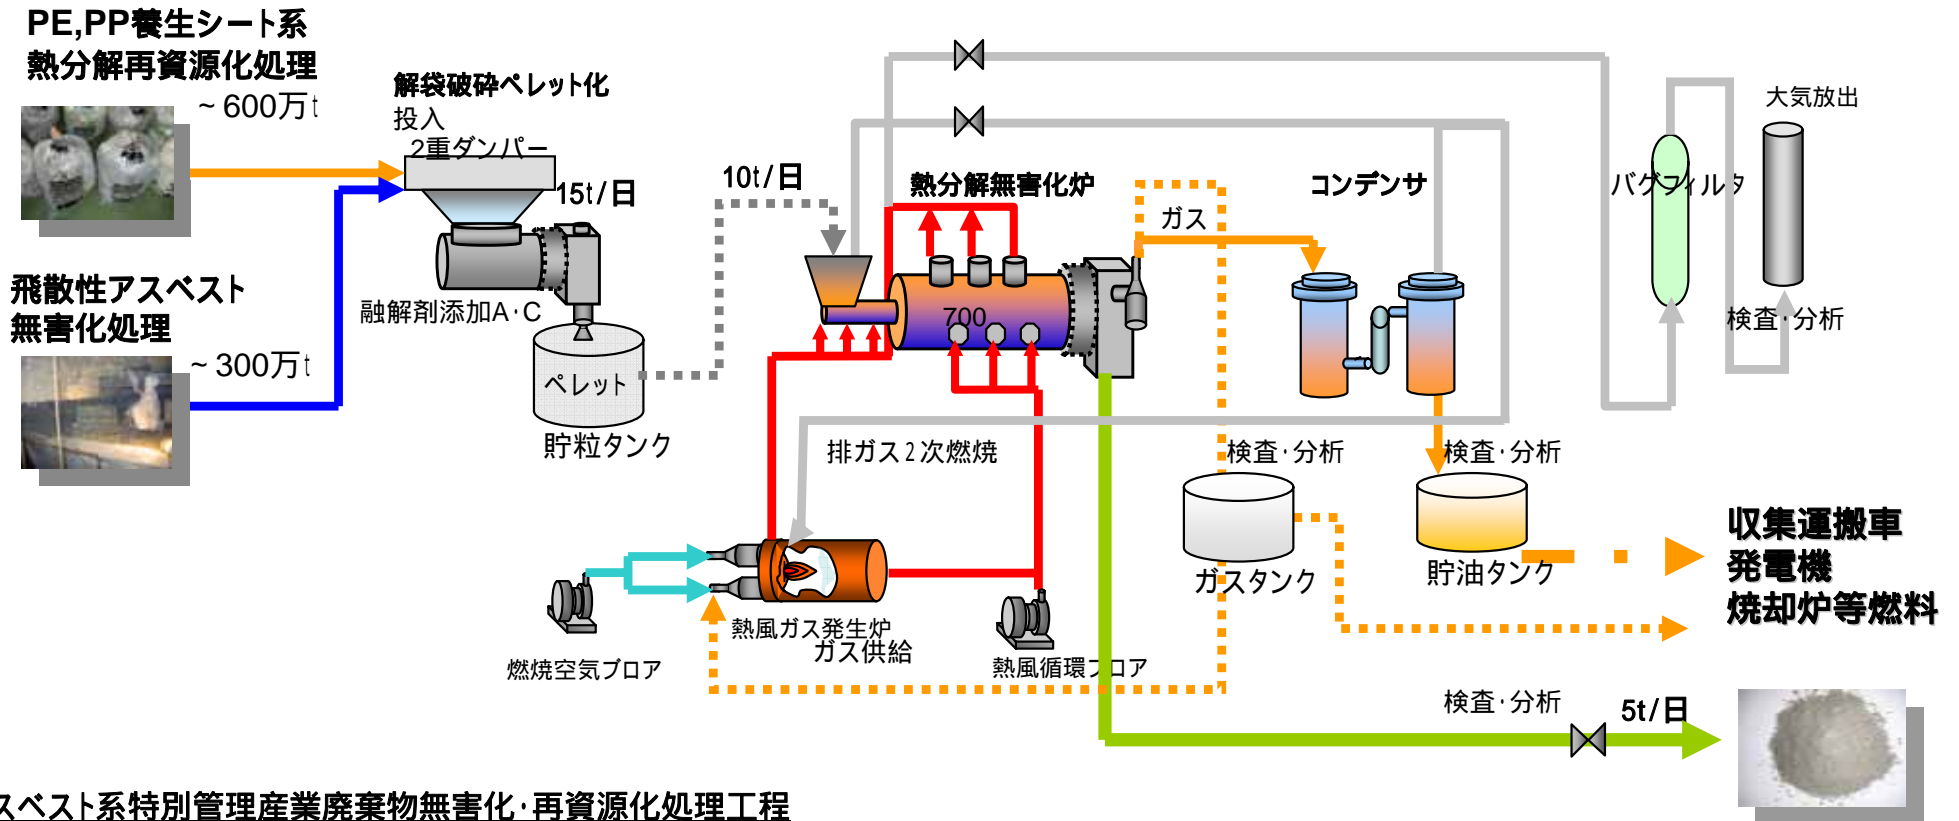 PE,PP養生シート系
熱分解再資源化処理
~ 600万t
解袋破砕ペレット化
投入
2重ダンパー
15t/日
10t/日
熱分解無害化炉
ガス
コンデンサ
大気放出
バグフィルタ
検査·分析
飛散性アスベスト
無害化処理
~ 300万t
融解剤添加A·C
700
ペレット
貯粒タンク
排ガス2次燃焼
検査·分析
検査·分析
ガスタンク
貯油タンク
収集運搬車
発電機
焼却炉等燃料
熱風ガス発生炉
ガス供給
燃焼空気ブロア
熱風循環ブロア
検査·分析
5t/日
スベスト系特別管理産業廃棄物無害化·再資源化処理工程